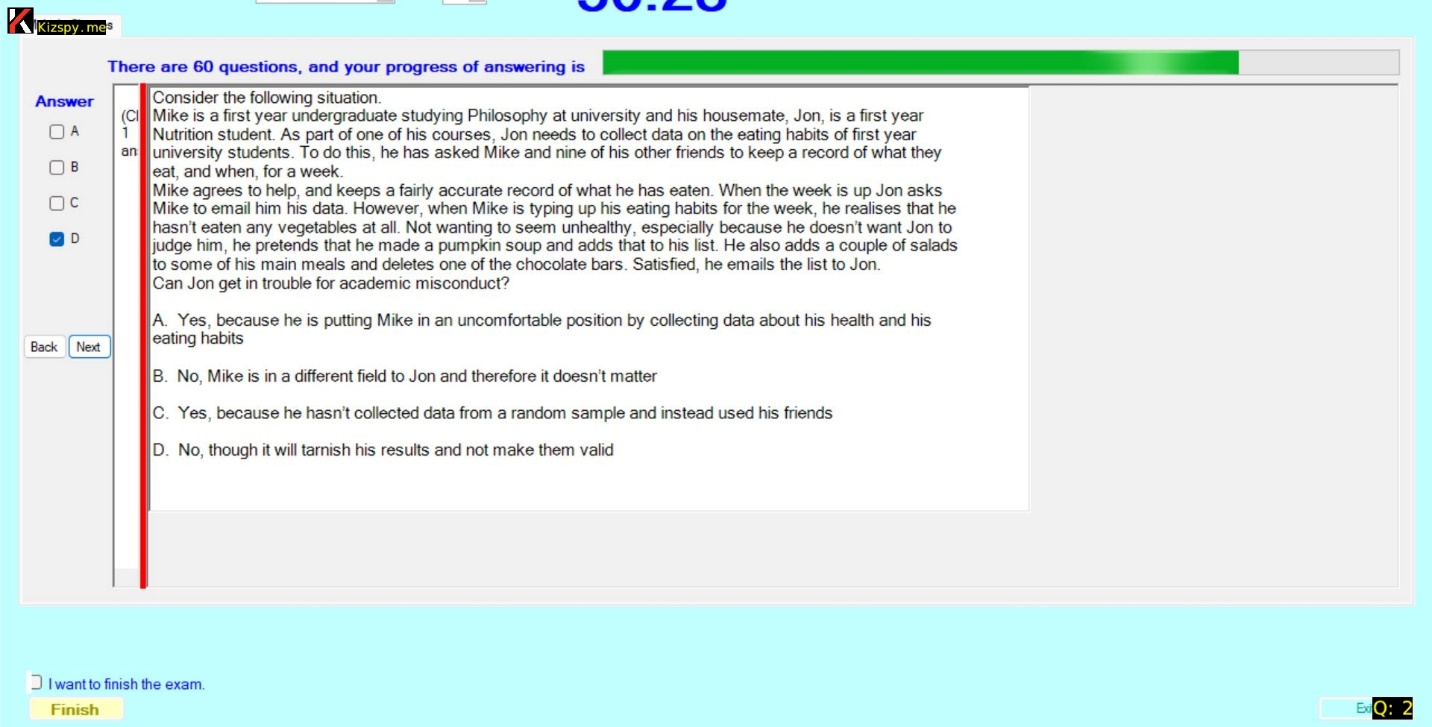 Kizspy.me
There are 60 questions, and your progress of answering is
Answer
A
B
C
D
Back
Next
(Cl
1
an
Consider the following situation.
Mike is a first year undergraduate studying Philosophy at university and his housemate, Jon, is a first year
Nutrition student. As part of one of his courses, Jon needs to collect data on the eating habits of first year
university students. To do this, he has asked Mike and nine of his other friends to keep a record of what they
eat, and when, for a week.
Mike agrees to help, and keeps a fairly accurate record of what he has eaten. When the week is up Jon asks
Mike to email him his data. However, when Mike is typing up his eating habits for the week, he realises that he
hasn't eaten any vegetables at all. Not wanting to seem unhealthy, especially because he doesn't want Jon to
judge him, he pretends that he made a pumpkin soup and adds that to his list. He also adds a couple of salads
to some of his main meals and deletes one of the chocolate bars. Satisfied, he emails the list to Jon.
Can Jon get in trouble for academic misconduct?
A. Yes, because he is putting Mike in an uncomfortable position by collecting data about his health and his
eating habits
B. No, Mike is in a different field to Jon and therefore it doesn't matter
C. Yes, because he hasn't collected data from a random sample and instead used his friends
D. No, though it will tarnish his results and not make them valid
I want to finish the exam.
Finish
Q: 2